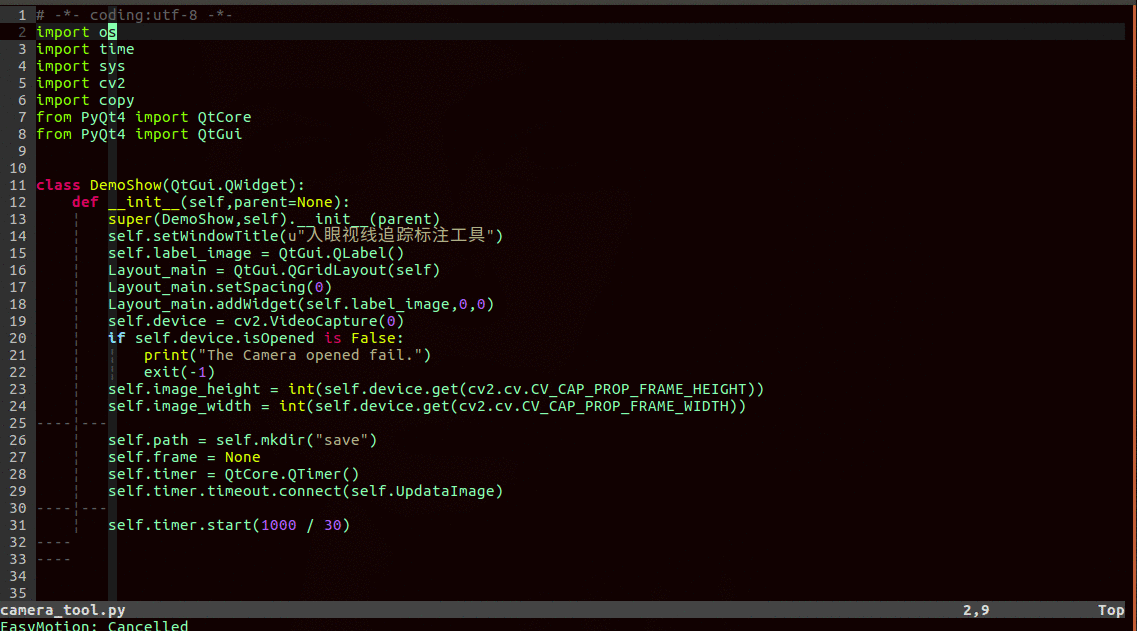 1 # -*- coding:utf-8 -*-
2 import os
3 import time
4 import sys
5 import cv2
6 import copy
7 from PyQt4 import QtCore
8 from PyQt4 import QtGui
9
10
11 class DemoShow(QtGui.QWidget):
12     def __init__(self,parent=None):
13         super(DemoShow,self).__init__(parent)
14         self.setWindowTitle(u"人眼视线追踪标注工具")
15         self.label_image = QtGui.QLabel()
16         Layout_main = QtGui.QGridLayout(self)
17         Layout_main.setSpacing(0)
18         Layout_main.addWidget(self.label_image,0,0)
19         self.device = cv2.VideoCapture(0)
20         if self.device.isOpened is False:
21             print("The Camera opened fail.")
22             exit(-1)
23         self.image_height = int(self.device.get(cv2.cv.CV_CAP_PROP_FRAME_HEIGHT))
24         self.image_width = int(self.device.get(cv2.cv.CV_CAP_PROP_FRAME_WIDTH))
25 ----¦---
26         self.path = self.mkdir("save")
27         self.frame = None
28         self.timer = QtCore.QTimer()
29         self.timer.timeout.connect(self.UpdataImage)
30 ----¦---
31         self.timer.start(1000 / 30)
32 ----
33 ----
34
35
camera_tool.py 2,9 Top
EasyMotion: Cancelled